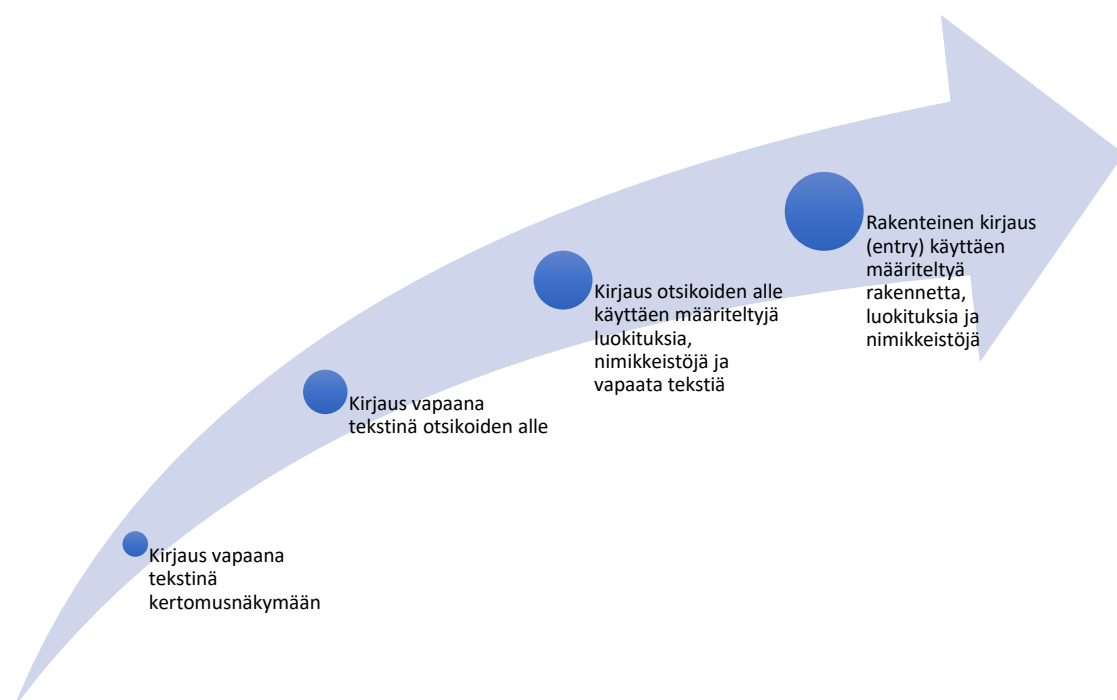 Kirjaus vapaana
tekstinä
kertomusnäkymään
Kirjaus vapaana
tekstinä otsikoiden alle
Kirjaus otsikoiden alle
käyttäen määriteltyjä
luokituksia,
nimikkeistöjä ja
vapaata tekstiä
Rakenteinen kirjaus
(entry) käyttäen
määriteltyä
rakennetta,
luokituksia ja
nimikkeistöjä